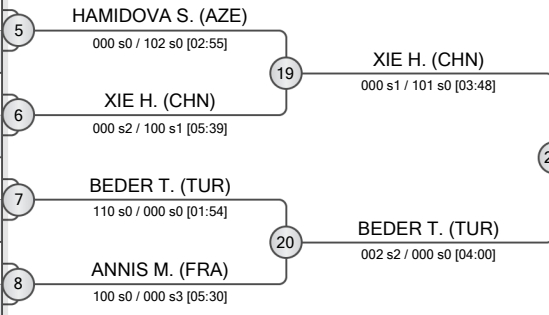 5
HAMIDOVA S. (AZE)
000 s0 / 102 s0 [02:55]
19
XIE H. (CHN)
000 s1 / 101 s0 [03:48]
6
XIE H. (CHN)
000 s2 / 100 s1 [05:39]
7
BEDER T. (TUR)
110 s0 / 000 s0 [01:54]
20
BEDER T. (TUR)
002 s2 / 000 s0 [04:00]
8
ANNIS M. (FRA)
100 s0 / 000 s3 [05:30]